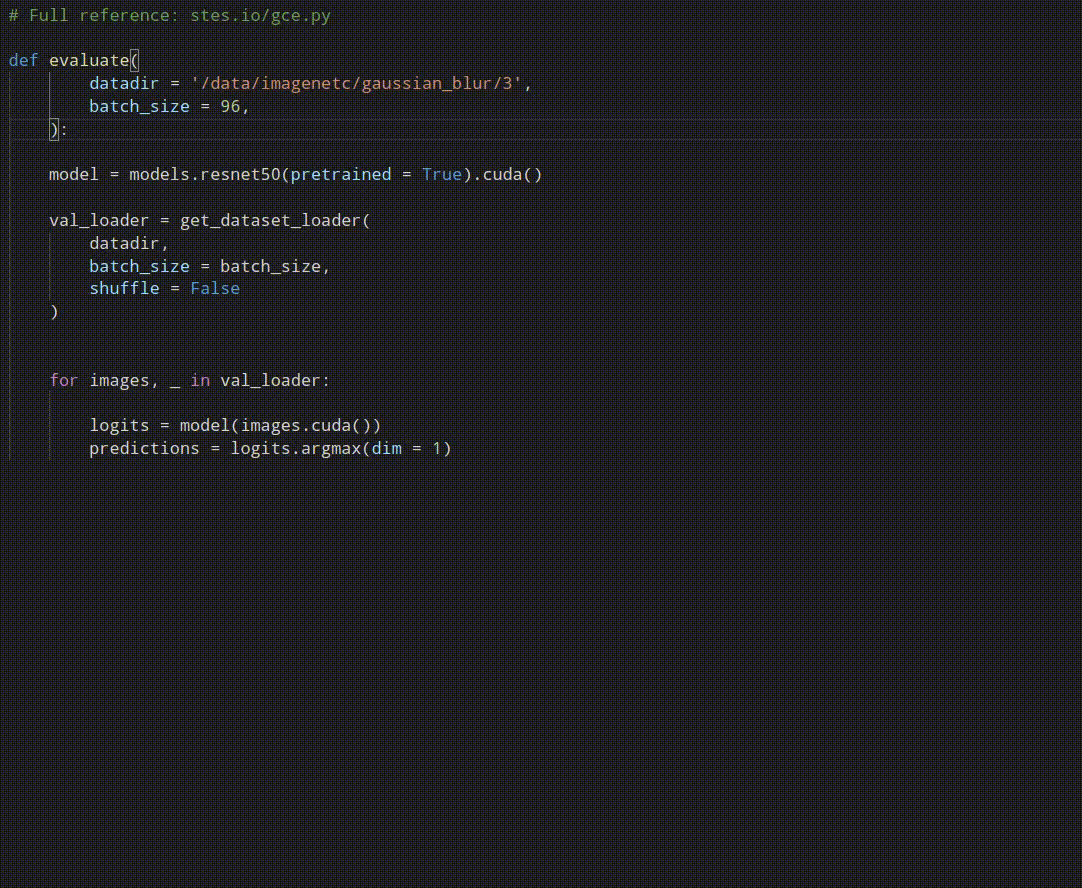 # Full reference: stes.io/gce.py
def evaluate(
datadir = '/data/imagenetc/gaussian_blur/3',
batch_size = 96,
):
model = models.resnet50(pretrained = True).cuda()
val_loader = get_dataset_loader(
datadir,
batch_size = batch_size,
shuffle = False
)
for images, _ in val_loader:
logits = model(images.cuda())
predictions = logits.argmax(dim = 1)